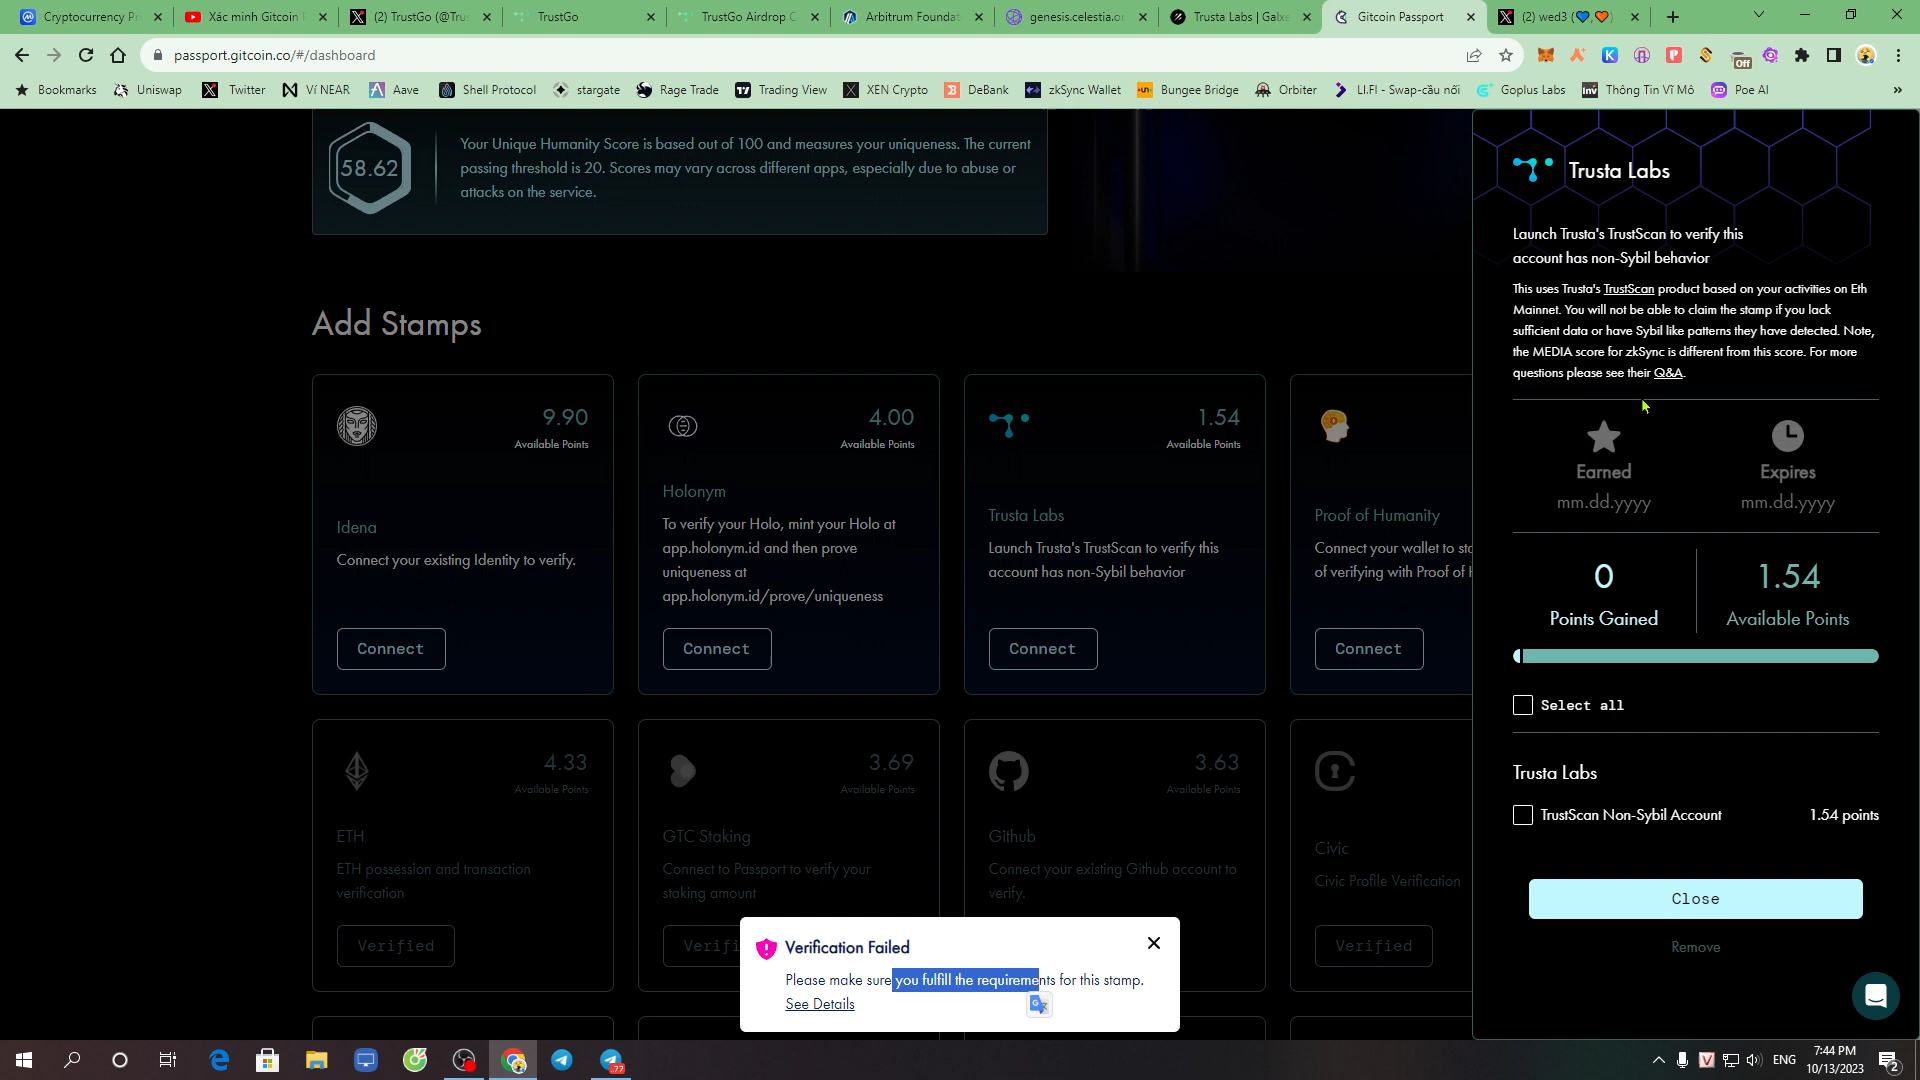 Cryptocurrency Pr
Xác minh Gitcoin
(2) TrustGo (@Trus
TrustGo
TrustGo Airdrop C
Arbitrum Foundat
genesis.celestia.or
Trusta Labs | Galxe
Gitcoin Passport
(2) wed3 (💙,🧡)
passport.gitcoin.co/#/dashboard
Off
Bookmarks
Uniswap
Twitter
Ví NEAR
Aave
Shell Protocol
stargate
Rage Trade
Trading View
XEN Crypto
DeBank
zkSync Wallet
Bungee Bridge
Orbiter
LI.FI - Swap-cầu nối
Goplus Labs
Thông Tin Vĩ Mô
Poe AI
58.62
Your Unique Humanity Score is based out of 100 and measures your uniqueness. The current
passing threshold is 20. Scores may vary across different apps, especially due to abuse or
attacks on the service.
Add Stamps
9.90
Available Points
Idena
Connect your existing Identity to verify.
Connect
4.00
Available Points
Holonym
To verify your Holo, mint your Holo at
app.holonym.id and then prove
uniqueness at
app.holonym.id/prove/uniqueness
Connect
1.54
Available Points
Trusta Labs
Launch Trusta's TrustScan to verify this
account has non-Sybil behavior
Connect
Proof of Humanity
Connect your wallet to sta
of verifying with Proof of H
Connect
4.33
Available Points
ETH
ETH possession and transaction
verification
Verified
3.69
Available Points
GTC Staking
Connect to Passport to verify your
staking amount
Verifi
3.63
Available Points
Github
Connect your existing Github account to
verify.
Civic
Civic Profile Verification
Verified
Verification Failed
Please make sure you fulfill the requirements for this stamp.
See Details
Trusta Labs
Launch Trusta's TrustScan to verify this
account has non-Sybil behavior
This uses Trusta's TrustScan product based on your activities on Eth
Mainnet. You will not be able to claim the stamp if you lack
sufficient data or have Sybil like patterns they have detected. Note,
the MEDIA score for zkSync is different from this score. For more
questions please see their Q&A.
Earned
mm.dd.yyyy
Expires
mm.dd.yyyy
0
Points Gained
1.54
Available Points
Select all
Trusta Labs
TrustScan Non-Sybil Account
1.54 points
Close
Remove
77
ENG
7:44 PM
10/13/2023
2